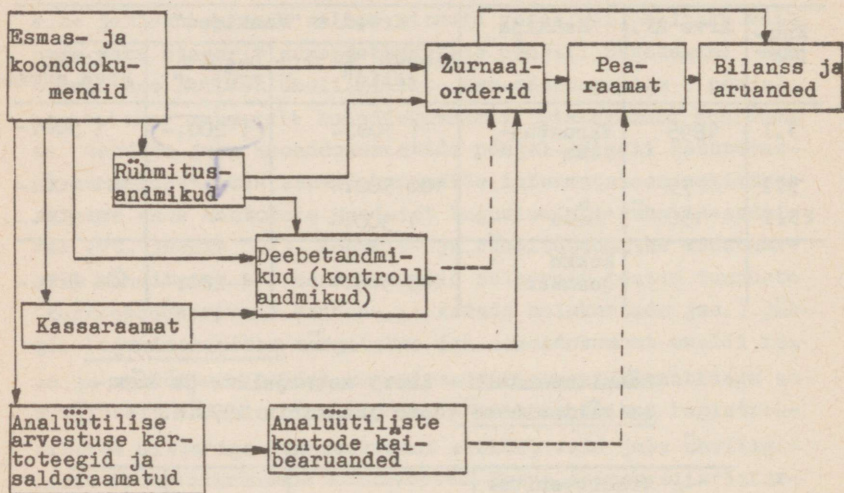 Esmas- ja
koonddoku-
mendid
Žurnaal-
orderid
Pea-
raamat
Bilanss ja
aruanded
Rühmitus-
andmikud
Deebetandmi-
kud (kontroll-
andmikud)
Kassaraamat
Analüütilise
arvestuse kar-
toteegid ja
saldoraamatud
Analüütiliste
kontode käi-
bearuanded